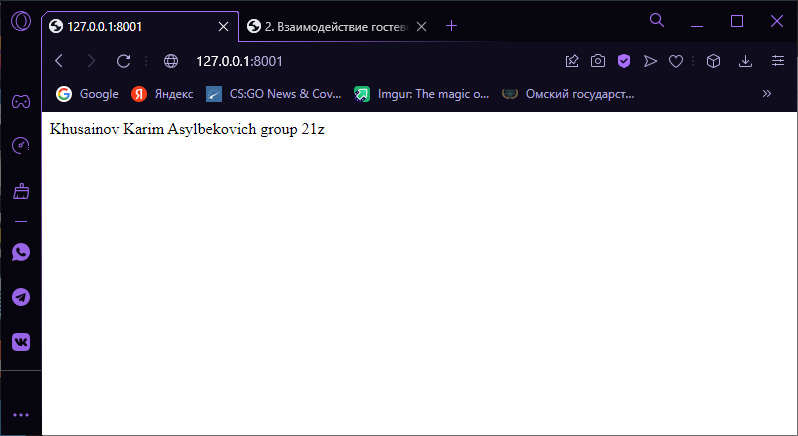 127.0.0.1:8001
2. Взаимодействие гостев
127.0.0.1:8001
Google Яндекс CS:GO News & Cov... Imgur: The magic o... Омский государст...
Khusainov Karim Asylbekovich group 21z